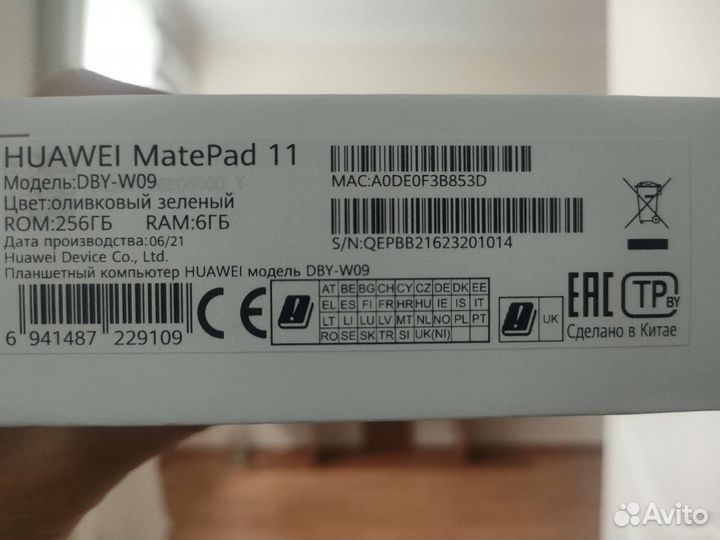 HUAWEI MatePad 11
Модель:DBY-W09
Цвет:оливковый зеленый
ROM:256ГБ RAM:6ГБ
Дата производства:06/21
Huawei Device Co., Ltd.
Планшетный компьютер HUAWEI модель DBY-W09
6 941487 229109
MAC:A0DE0F3B853D
S/N:QEPBB21623201014
CE
AT BE BG CH CY CZ DE DK EE
EL ES FI FR HR HU IE IS IT
LT LI LU LV MT NL NO PL PT
RO SE SK TR SI UK(NI)
UK
EAC TP BY
Сделано в Китае
Avito